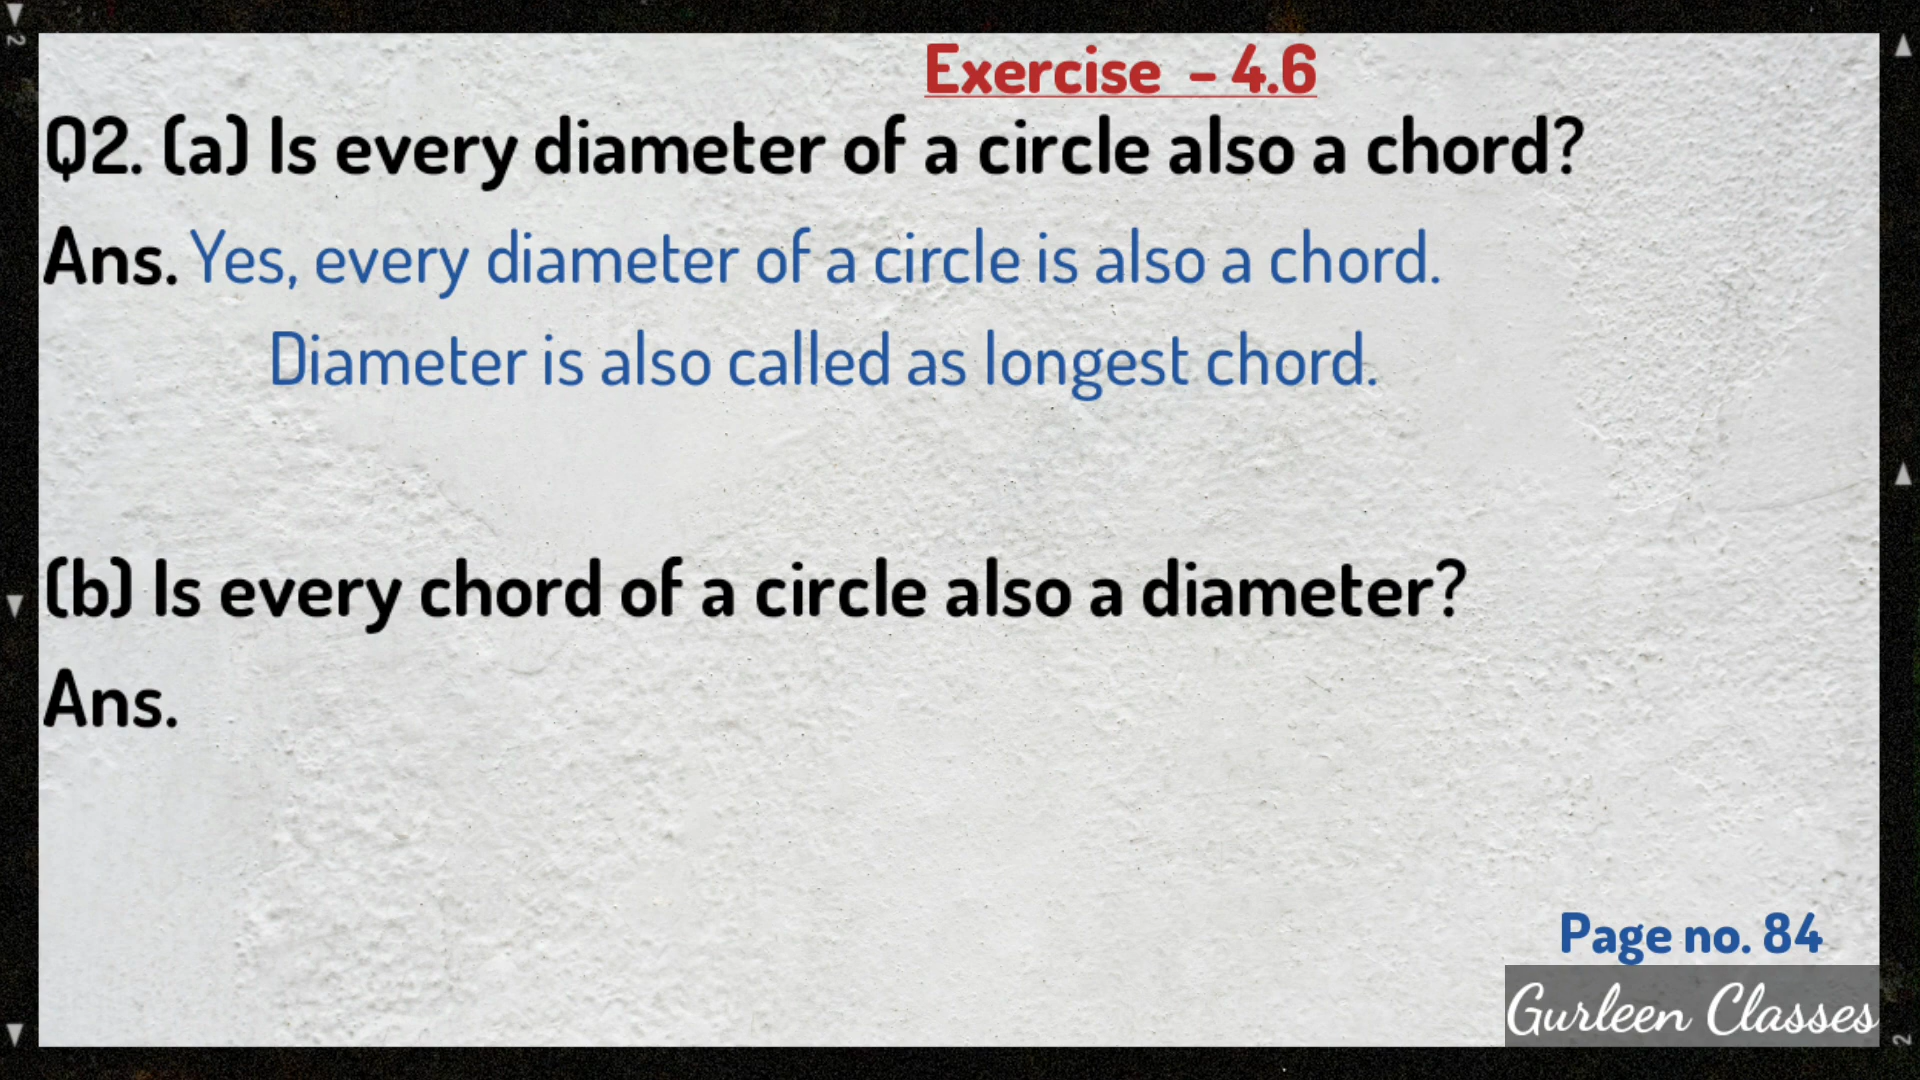 Exercise – 4.6
Q2. (a) Is every diameter of a circle also a chord?
Ans. Yes, every diameter of a circle is also a chord.
Diameter is also called as longest chord.
(b) Is every chord of a circle also a diameter?
Ans.
Page no. 84
Gurleen Classes